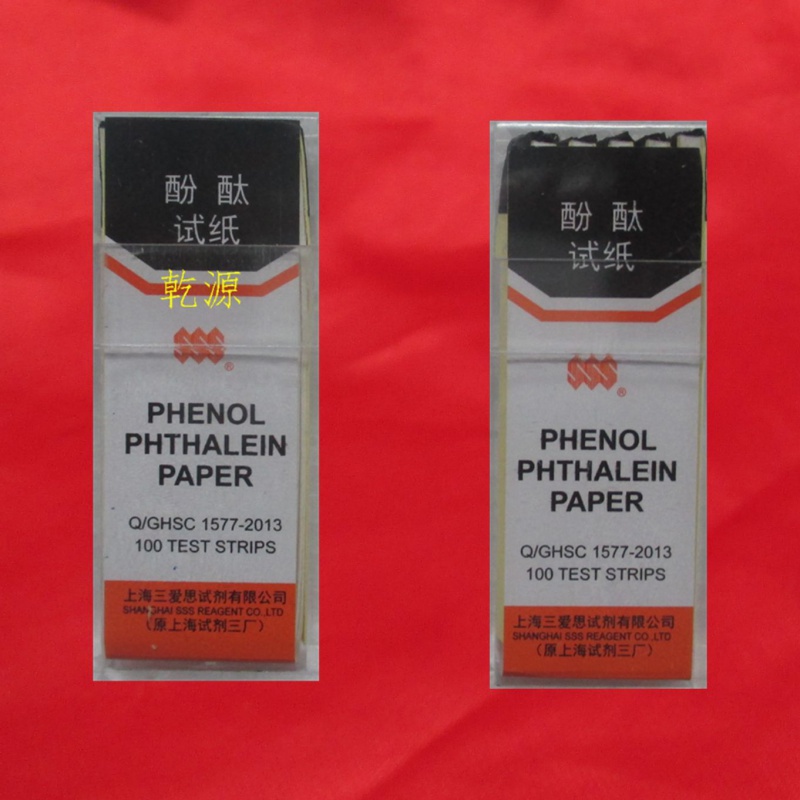 酚 酞
试纸
乾源
SSS®
PHENOL
PHTHALEIN
PAPER
Q/GHSC 1577-2013
100 TEST STRIPS
上海三爱思试剂有限公司
SHANGHAI SSS REAGENT CO.,LTD
（原上海试剂三厂）
酚 酞
试纸
SSS®
PHENOL
PHTHALEIN
PAPER
Q/GHSC 1577-2013
100 TEST STRIPS
上海三爱思试剂有限公司
SHANGHAI SSS REAGENT CO.,LTD
（原上海试剂三厂）